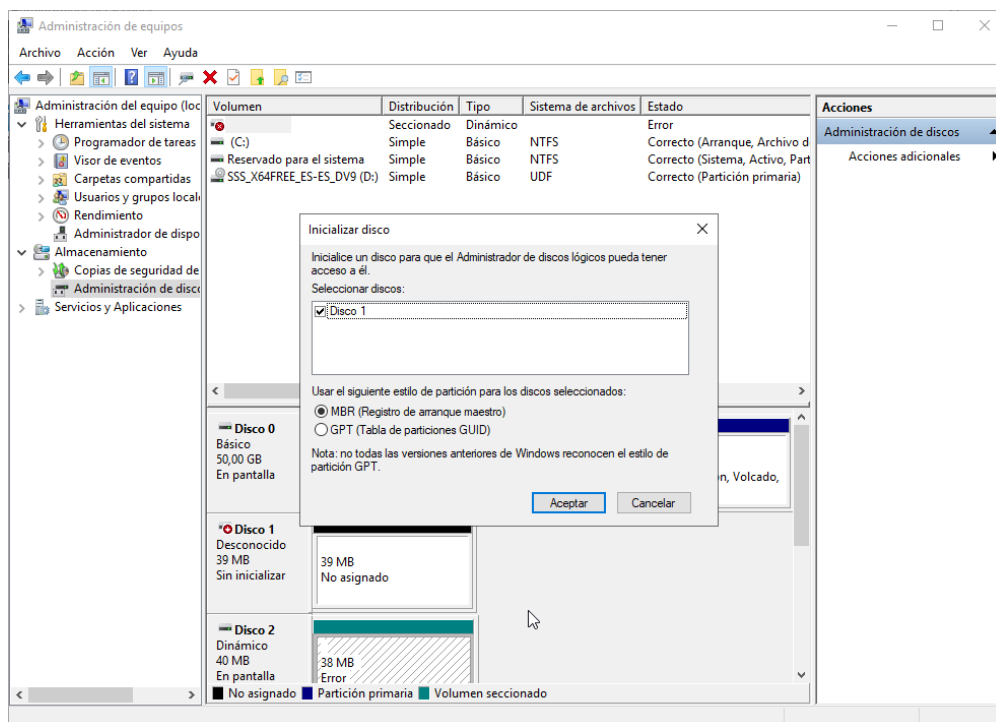 Administración de equipos
Archivo Acción Ver Ayuda
Administración del equipo (loc
Herramientas del sistema
Programador de tareas
Visor de eventos
Carpetas compartidas
Usuarios y grupos local
Rendimiento
Administrador de dispo
Almacenamiento
Copias de seguridad de
Administración de disco
Servicios y Aplicaciones
Volumen Distribución Tipo Sistema de archivos Estado
Seccionado Dinámico Error
(C:) Simple Básico NTFS Correcto (Arranque, Archivo d
Reservado para el sistema Simple Básico NTFS Correcto (Sistema, Activo, Part
SSS_X64FREE_ES-ES_DV9 (D:) Simple Básico UDF Correcto (Partición primaria)
Acciones
Administración de discos
Acciones adicionales
Inicializar disco
Inicialice un disco para que el Administrador de discos lógicos pueda tener
acceso a él.
Seleccionar discos:
Disco 1
Usar el siguiente estilo de partición para los discos seleccionados:
MBR (Registro de arranque maestro)
GPT (Tabla de particiones GUID)
Nota: no todas las versiones anteriores de Windows reconocen el estilo de
partición GPT.
Aceptar Cancelar
Disco 0
Básico
50,00 GB
En pantalla
n, Volcado,
Disco 1
Desconocido
39 MB
Sin inicializar
39 MB
No asignado
Disco 2
Dinámico
40 MB
En pantalla
38 MB
Error
No asignado Partición primaria Volumen seccionado